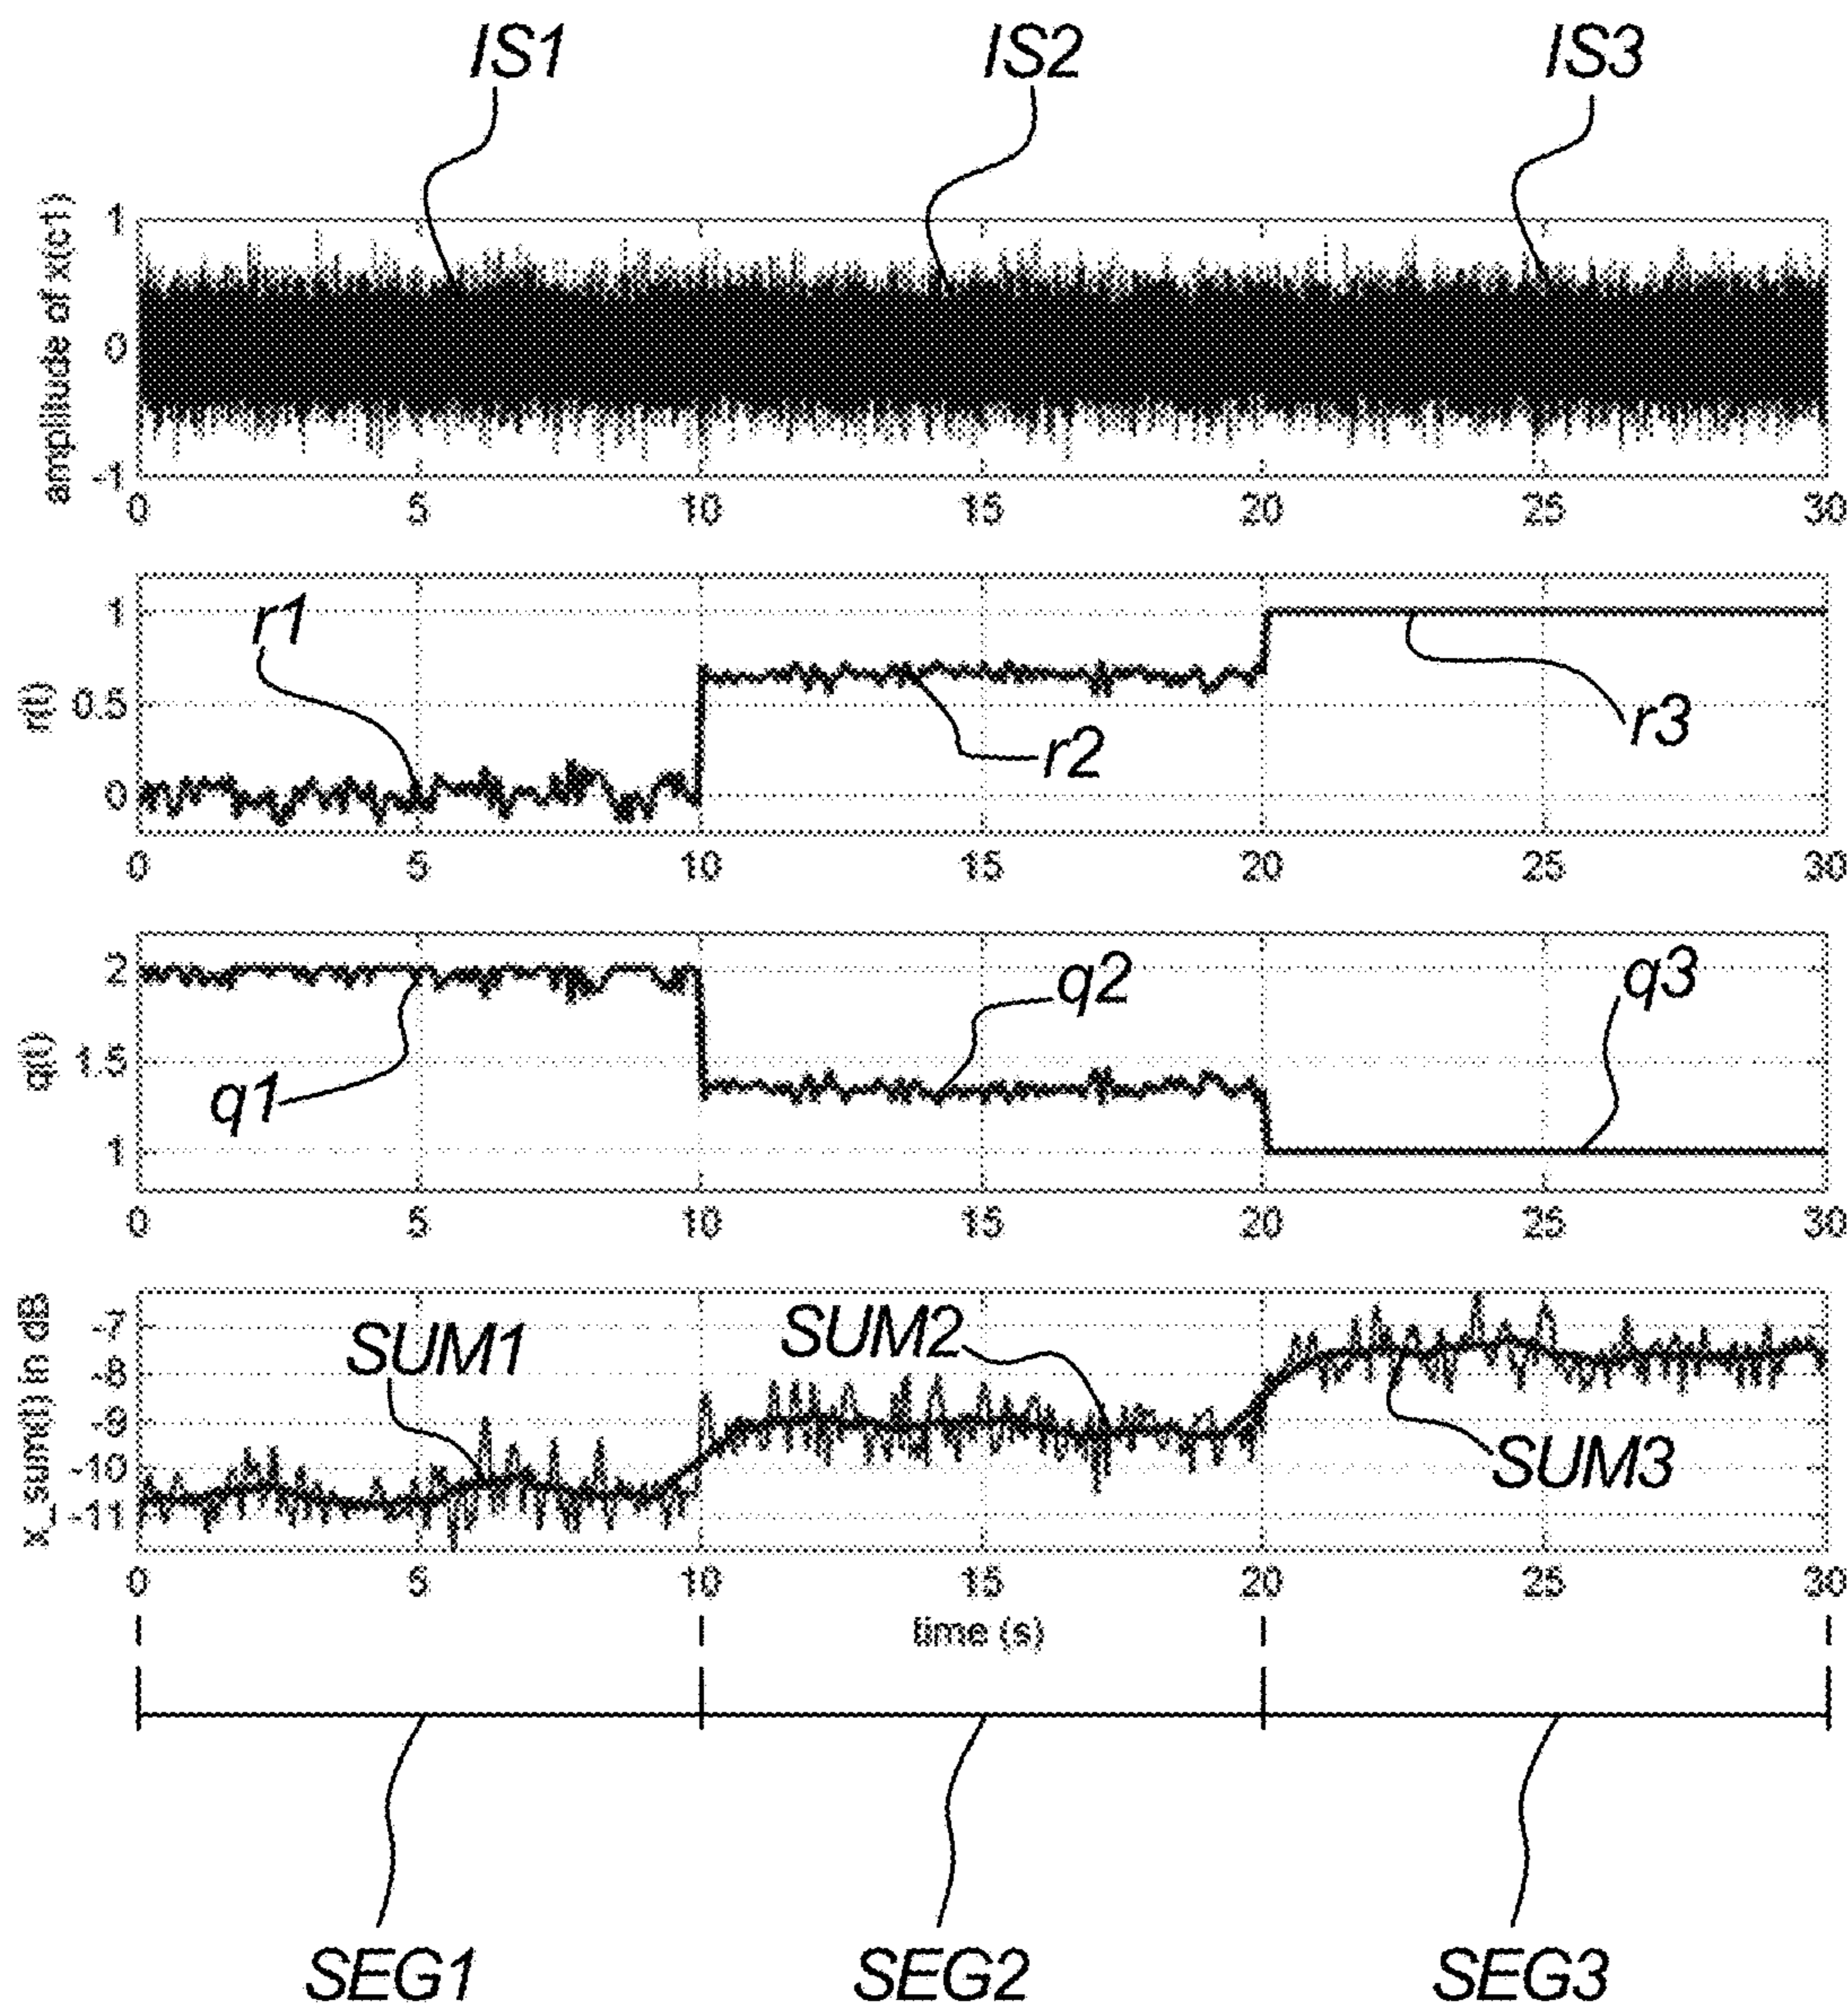 IS1 IS2 IS3
amplitude of x(c1)
1
0
-1
0 5 10 15 20 25 30
r(t)
1
0.5
0
r1 r2 r3
0 5 10 15 20 25 30
q(t)
2
1.5
1
q1 q2 q3
0 5 10 15 20 25 30
x_sum(t) in dB
-7
-8
-9
-10
-11
SUM1 SUM2 SUM3
0 5 10 15 20 25 30
time (s)
SEG1 SEG2 SEG3